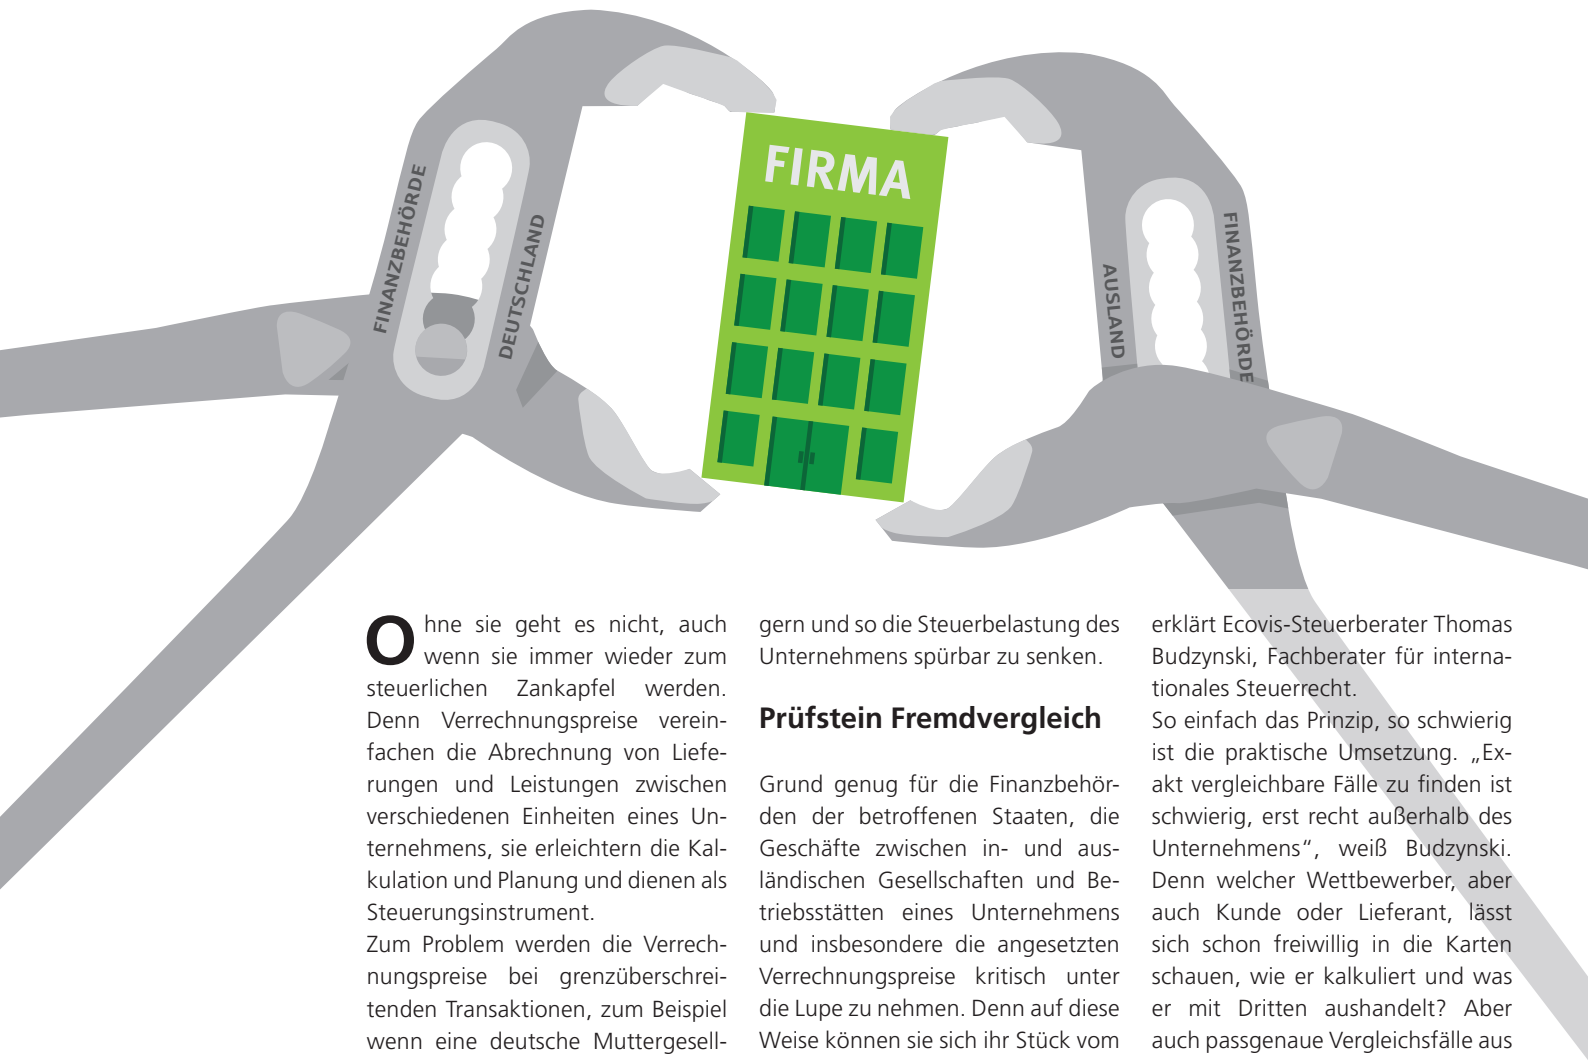 FIRMA
FINANZBEHÖRDE
DEUTSCHLAND
AUSLAND
FINANZBEHÖRDE
Ohne sie geht es nicht, auch
wenn sie immer wieder zum
steuerlichen Zankapfel werden.
Denn Verrechnungspreise verein-
fachen die Abrechnung von Liefe-
rungen und Leistungen zwischen
verschiedenen Einheiten eines Un-
ternehmens, sie erleichtern die Kal-
kulation und Planung und dienen als
Steuerungsinstrument.
Zum Problem werden die Verrech-
nungspreise bei grenzüberschrei-
tenden Transaktionen, zum Beispiel
wenn eine deutsche Muttergesell-
gern und so die Steuerbelastung des
Unternehmens spürbar zu senken.
Prüfstein Fremdvergleich
Grund genug für die Finanzbehör-
den der betroffenen Staaten, die
Geschäfte zwischen in- und aus-
ländischen Gesellschaften und Be-
triebsstätten eines Unternehmens
und insbesondere die angesetzten
Verrechnungspreise kritisch unter
die Lupe zu nehmen. Denn auf diese
Weise können sie sich ihr Stück vom
erklärt Ecovis-Steuerberater Thomas
Budzynski, Fachberater für interna-
tionales Steuerrecht.
So einfach das Prinzip, so schwierig
ist die praktische Umsetzung. „Ex-
akt vergleichbare Fälle zu finden ist
schwierig, erst recht außerhalb des
Unternehmens“, weiß Budzynski.
Denn welcher Wettbewerber, aber
auch Kunde oder Lieferant, lässt
sich schon freiwillig in die Karten
schauen, wie er kalkuliert und was
er mit Dritten aushandelt? Aber
auch passgenaue Vergleichsfälle aus